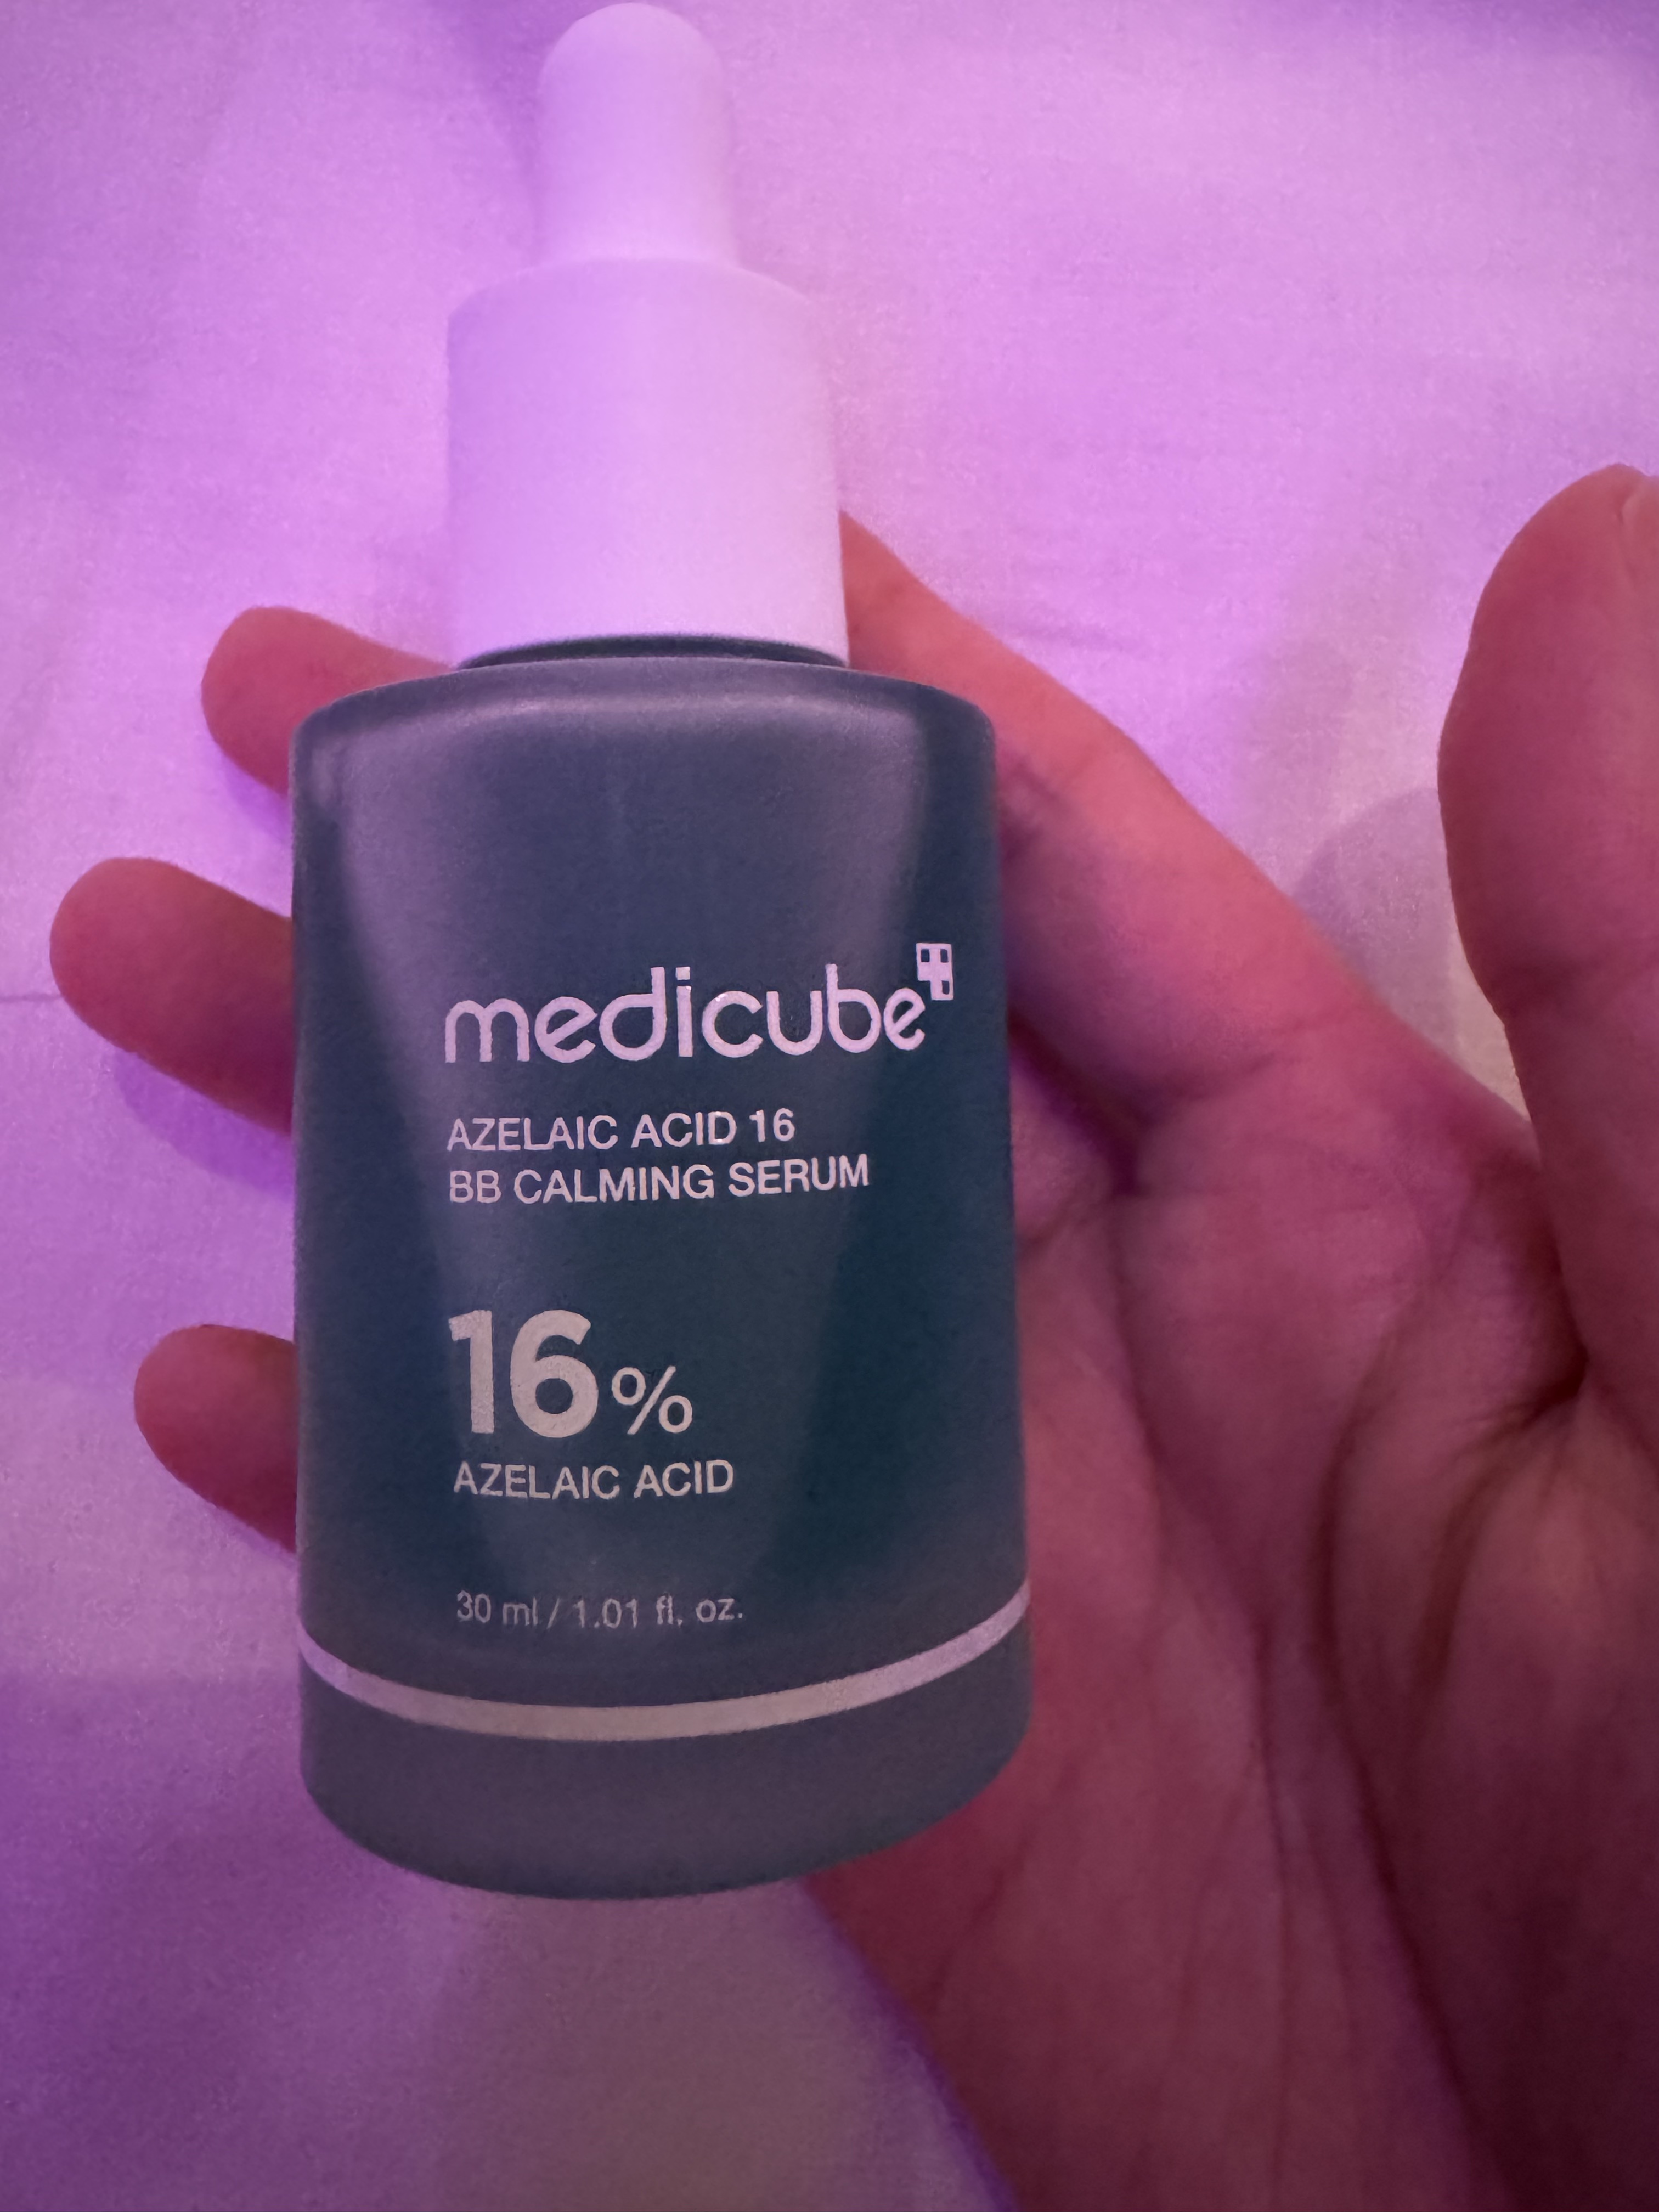 medicube
AZELAIC ACID 16
BB CALMING SERUM
16%
AZELAIC ACID
30 ml / 1.01 fl. oz.